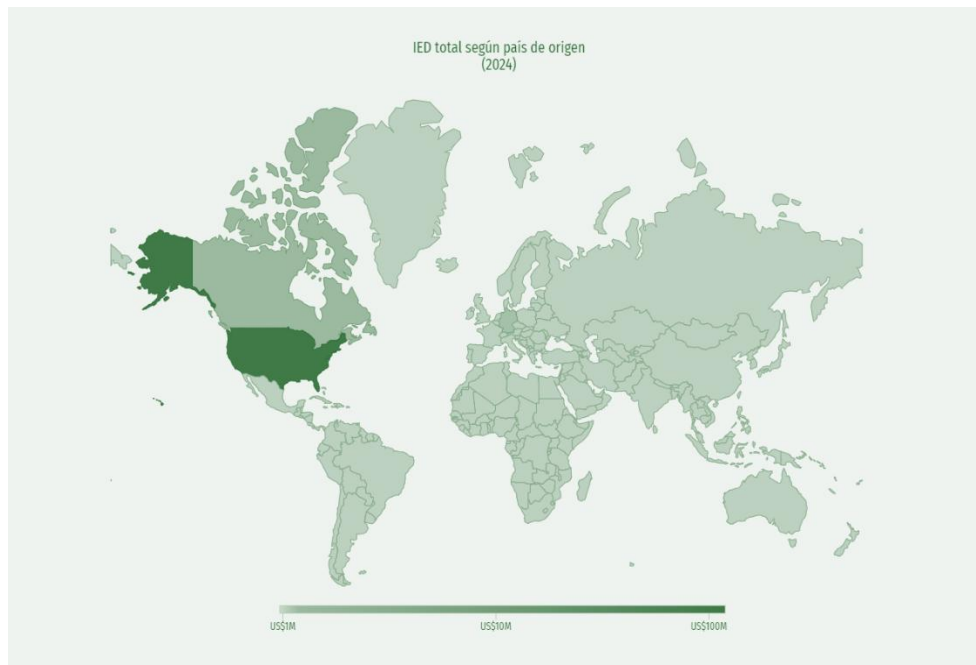 IED total según país de origen
(2024)
US$1M
US$10M
US$100M